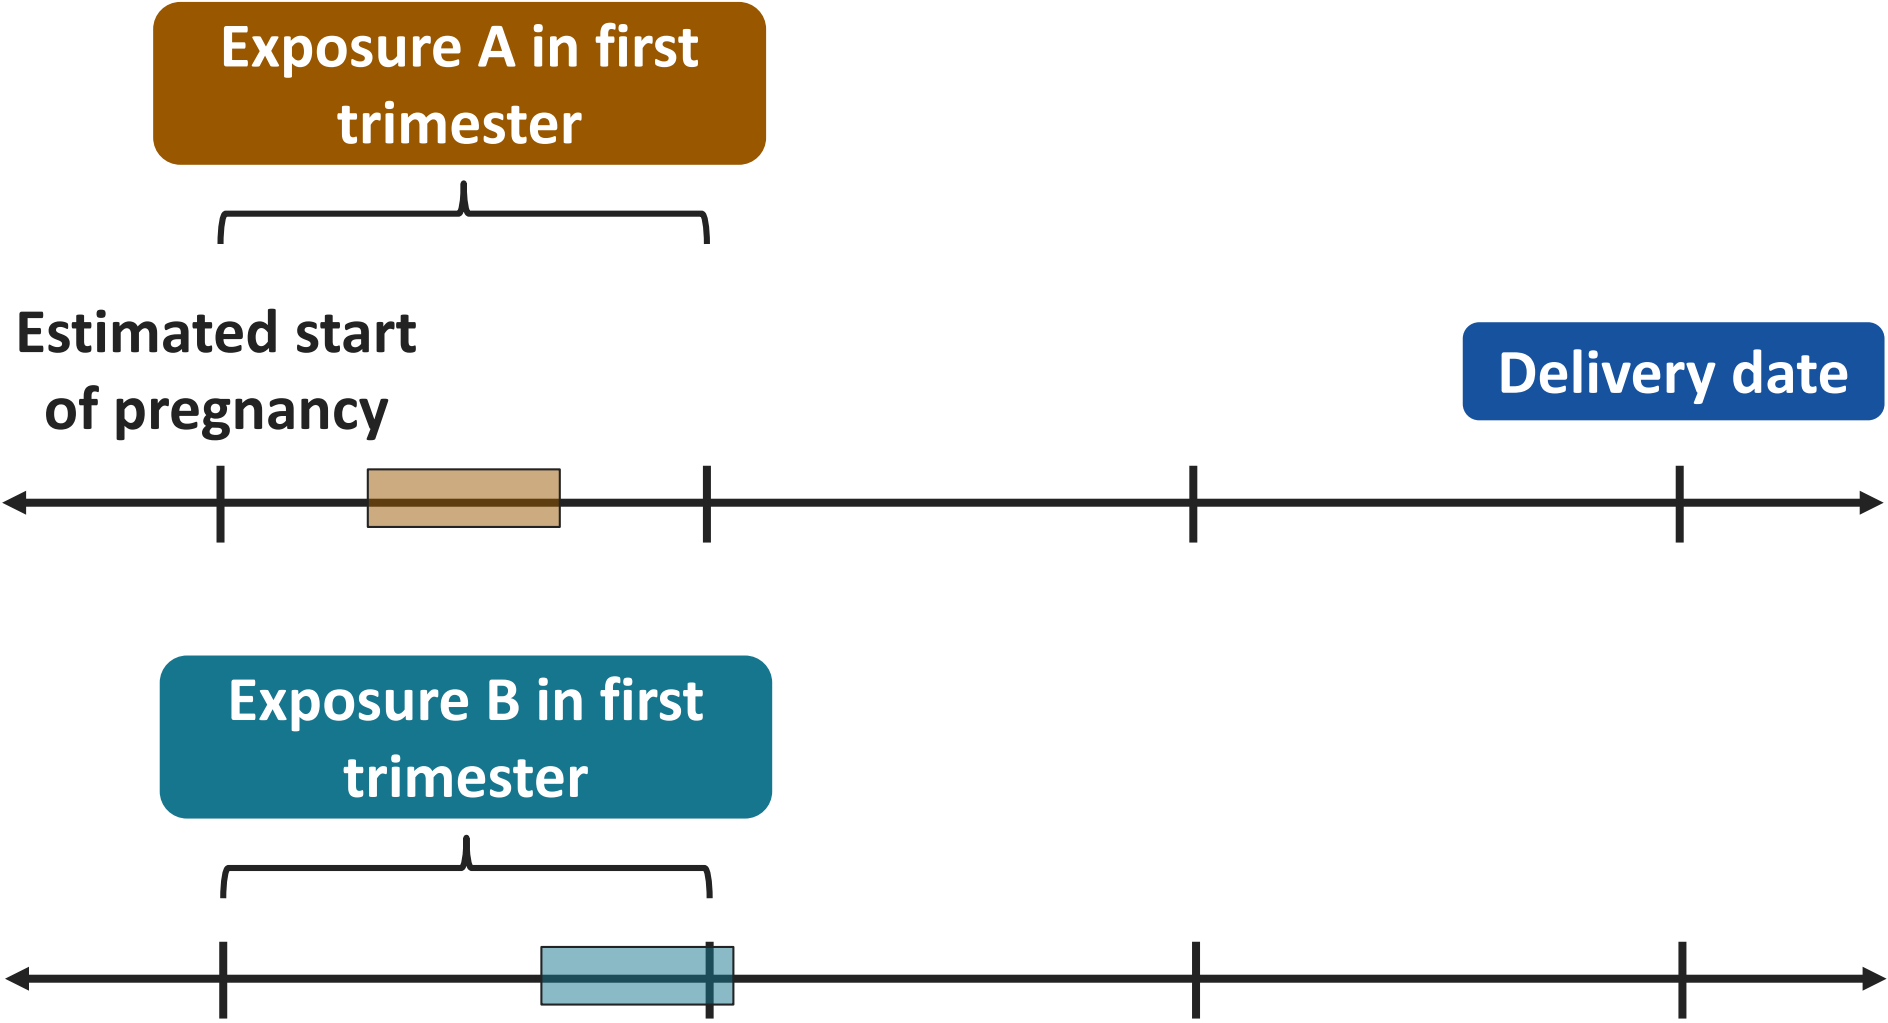 Exposure A in first
trimester
Estimated start
of pregnancy
Delivery date
Exposure B in first
trimester